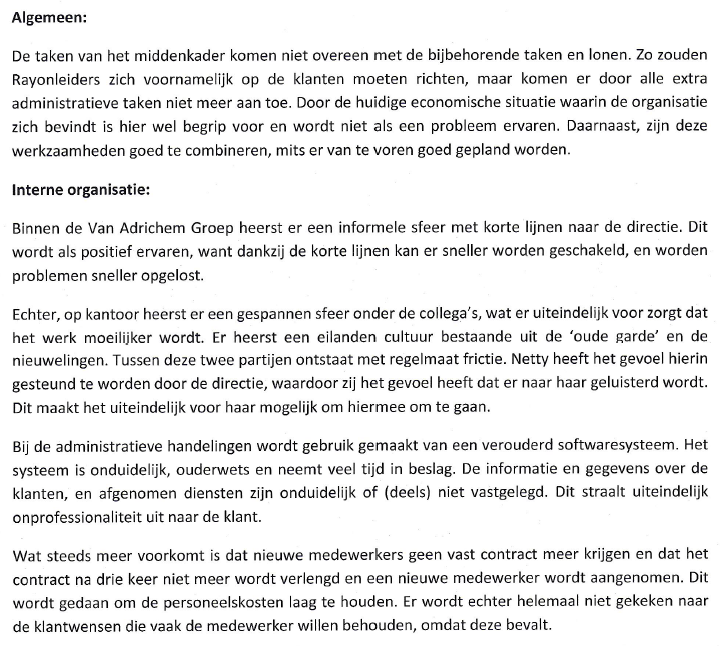 Algemeen:
De taken van het middenkader komen niet overeen met de bijbehorende taken en lonen. Zo zouden
Rayonleiders zich voornamelijk op de klanten moeten richten, maar komen er door alle extra
administratieve taken niet meer aan toe. Door de huidige economische situatie waarin de organisatie
zich bevindt is hier wel begrip voor en wordt niet als een probleem ervaren. Daarnaast, zijn deze
werkzaamheden goed te combineren, mits er van te voren goed gepland worden.
Interne organisatie:
Binnen de Van Adrichem Groep heerst er een informele sfeer met korte lijnen naar de directie. Dit
wordt als positief ervaren, want dankzij de korte lijnen kan er sneller worden geschakeld, en worden
problemen sneller opgelost.
Echter, op kantoor heerst er een gespannen sfeer onder de collega's, wat er uiteindelijk voor zorgt dat
het werk moeilijker wordt. Er heerst een eilanden cultuur bestaande uit de 'oude garde' en de
nieuwelingen. Tussen deze twee partijen ontstaat met regelmaat frictie. Netty heeft het gevoel hierin
gesteund te worden door de directie, waardoor zij het gevoel heeft dat er naar haar geluisterd wordt.
Dit maakt het uiteindelijk voor haar mogelijk om hiermee om te gaan.
Bij de administratieve handelingen wordt gebruik gemaakt van een verouderd softwaresysteem. Het
systeem is onduidelijk, ouderwets en neemt veel tijd in beslag. De informatie en gegevens over de
klanten, en afgenomen diensten zijn onduidelijk of (deels) niet vastgelegd. Dit straalt uiteindelijk
onprofessionaliteit uit naar de klant.
Wat steeds meer voorkomt is dat nieuwe medewerkers geen vast contract meer krijgen en dat het
contract na drie keer niet meer wordt verlengd en een nieuwe medewerker wordt aangenomen. Dit
wordt gedaan om de personeelskosten laag te houden. Er wordt echter helemaal niet gekeken naar
de klantwensen die vaak de medewerker willen behouden, omdat deze bevalt.